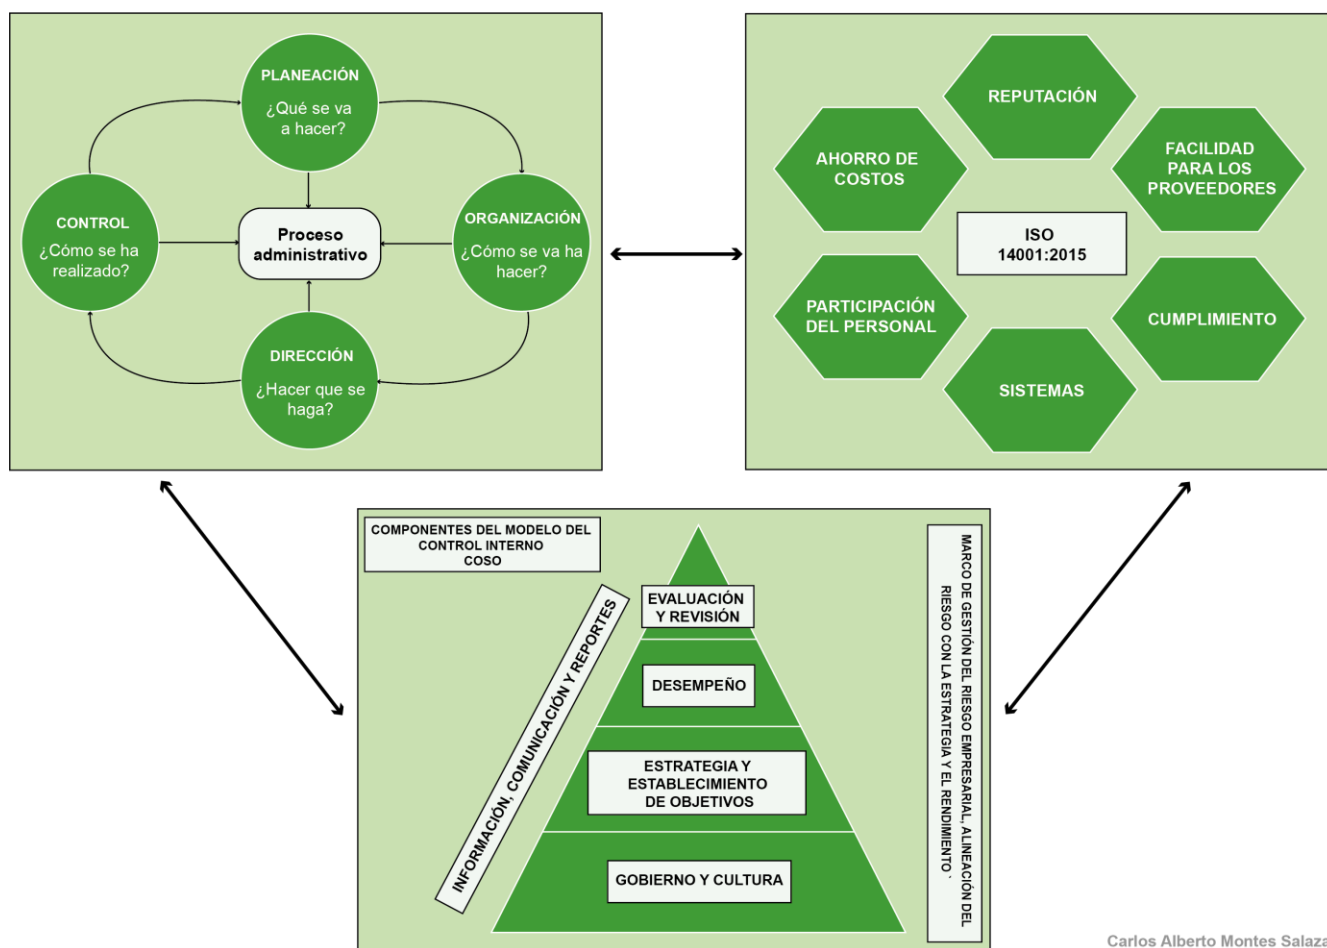 PLANEACIÓN
¿Qué se va
a hacer?
CONTROL
¿Cómo se ha
realizado?
Proceso
administrativo
ORGANIZACIÓN
¿Cómo se va ha
hacer?
DIRECCIÓN
¿Hacer que se
haga?
REPUTACIÓN
AHORRO DE
COSTOS
FACILIDAD
PARA LOS
PROVEEDORES
ISO
14001:2015
PARTICIPACIÓN
DEL PERSONAL
CUMPLIMIENTO
SISTEMAS
COMPONENTES DEL MODELO DEL
CONTROL INTERNO
COSO
INFORMACIÓN, COMUNICACIÓN Y REPORTES
EVALUACIÓN
Y REVISIÓN
DESEMPEÑO
ESTRATEGIA Y
ESTABLECIMIENTO
DE OBJETIVOS
GOBIERNO Y CULTURA
MARCO DE GESTIÓN DEL RIESGO EMPRESARIAL, ALINEACIÓN DEL
RIESGO CON LA ESTRATEGIA Y EL RENDIMIENTO `
Carlos Alberto Montes Salaza